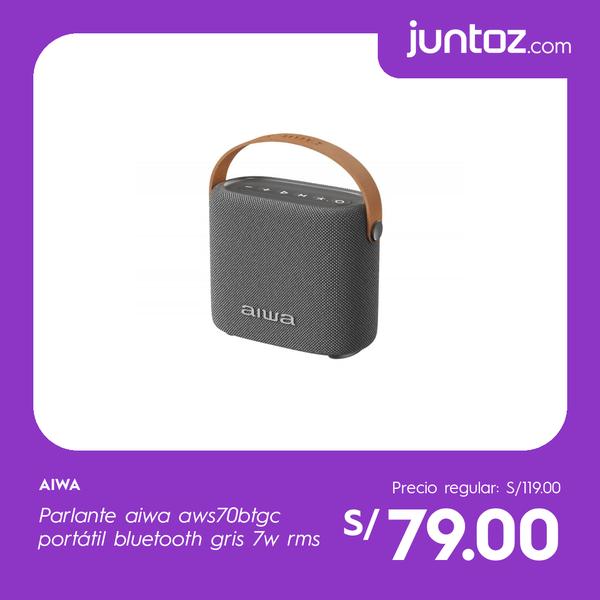 juntoz.com
aiwa
AIWA
Parlante aiwa aws70btgc
portátil bluetooth gris 7w rms
Precio regular: S/119.00
S/79.00